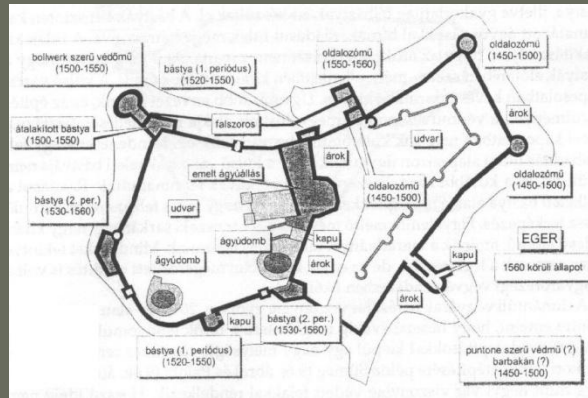 bollwerk szerű védőmű
(1500-1550)
bástya (1. periódus)
(1520-1550)
oldalozómű
(1550-1560)
oldalozómű
(1450-1500)
átalakított bástya
(1500-1550)
falszoros
árok
udvar
árok
emelt ágyúállás
oldalozómű
(1450-1500)
oldalozómű
(1450-1500)
bástya (2. per.)
(1530-1560)
udvar
ágyúdomb
kapu
árok
EGER
1560 körüli állapot
kapu
ágyúdomb
árok
kapu
bástya (2. per.)
(1530-1560)
bástya (1. periódus)
(1520-1550)
puntone szerű védmű (?)
barbakán (?)
(1450-1500)